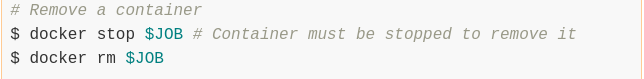 # Remove a container
$ docker stop $JOB # Container must be stopped to remove it
$ docker rm $JOB